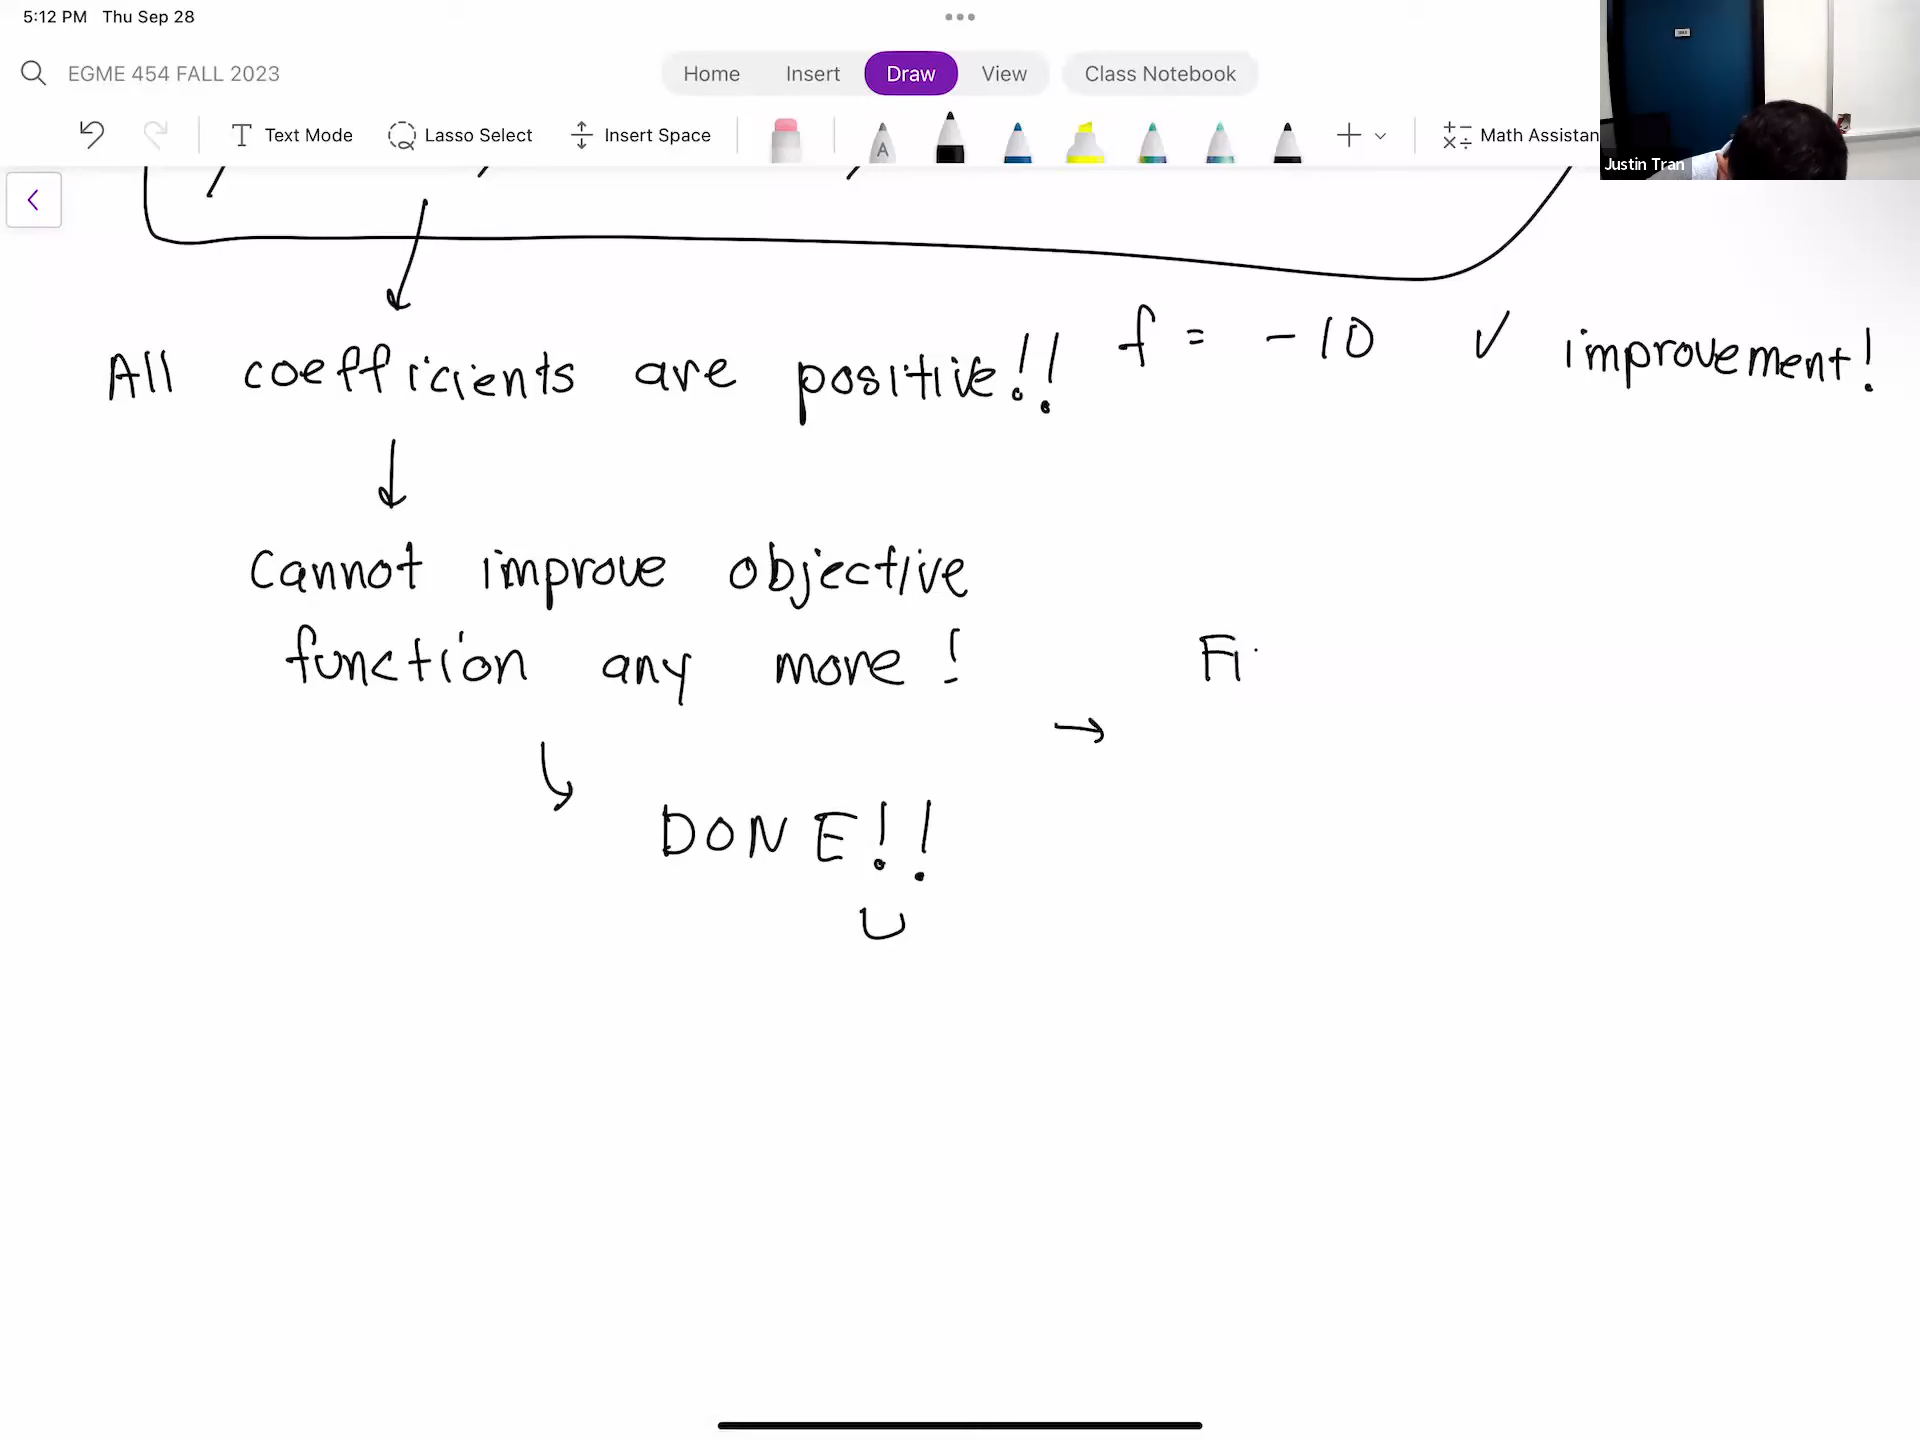 5:12 PM Thu Sep 28
EGME 454 FALL 2023
Home Insert Draw View Class Notebook
Text Mode Lasso Select Insert Space A Math Assistan
Justin Tran
All coefficients are positive!! f = -10 ✓ improvement!
↓
Cannot improve objective
function any more!
→ Fi
DONE!!